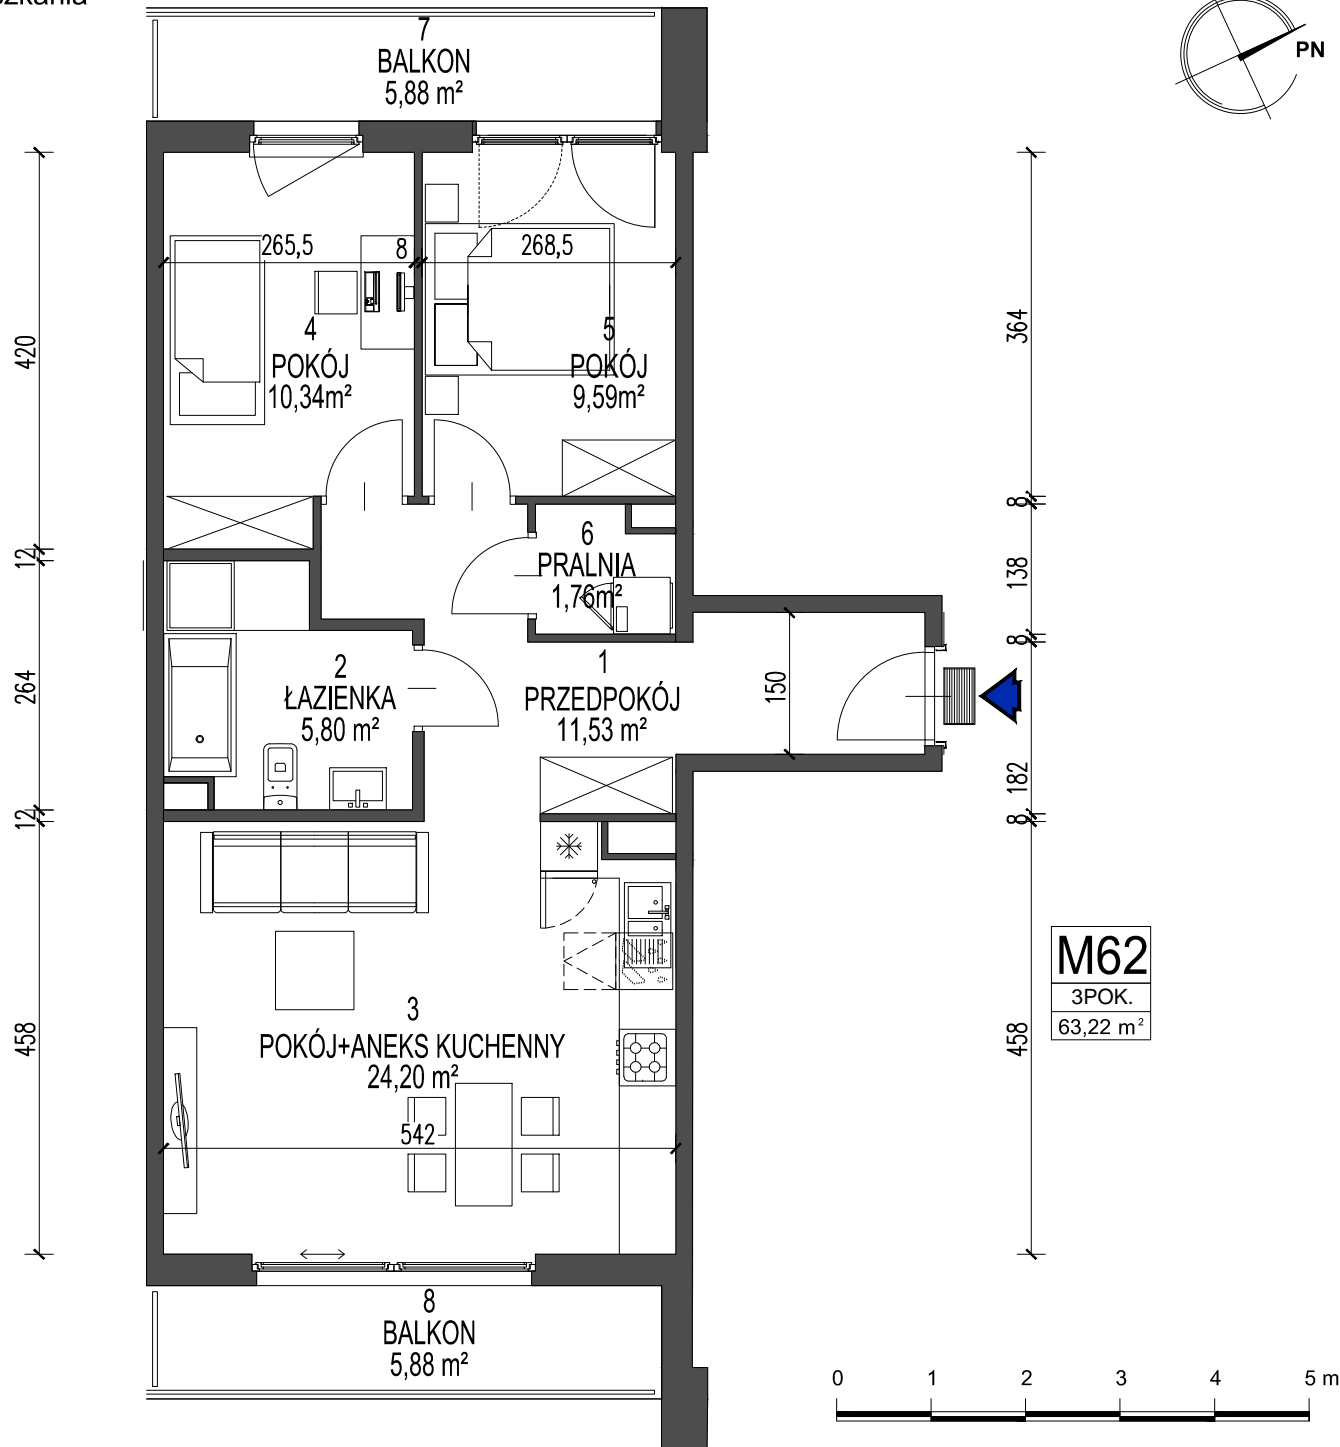 PN
7
BALKON
5,88 m²
265,5
8
268,5
4
POKÓJ
10,34m²
5
POKÓJ
9,59m²
420
12
264
12
458
364
8
138
8
182
8
458
6
PRALNIA
1,76m²
2
ŁAZIENKA
5,80 m²
1
PRZEDPOKÓJ
11,53 m²
150
3
POKÓJ+ANEKS KUCHENNY
24,20 m²
542
M62
3POK.
63,22 m²
8
BALKON
5,88 m²
0 1 2 3 4 5 m